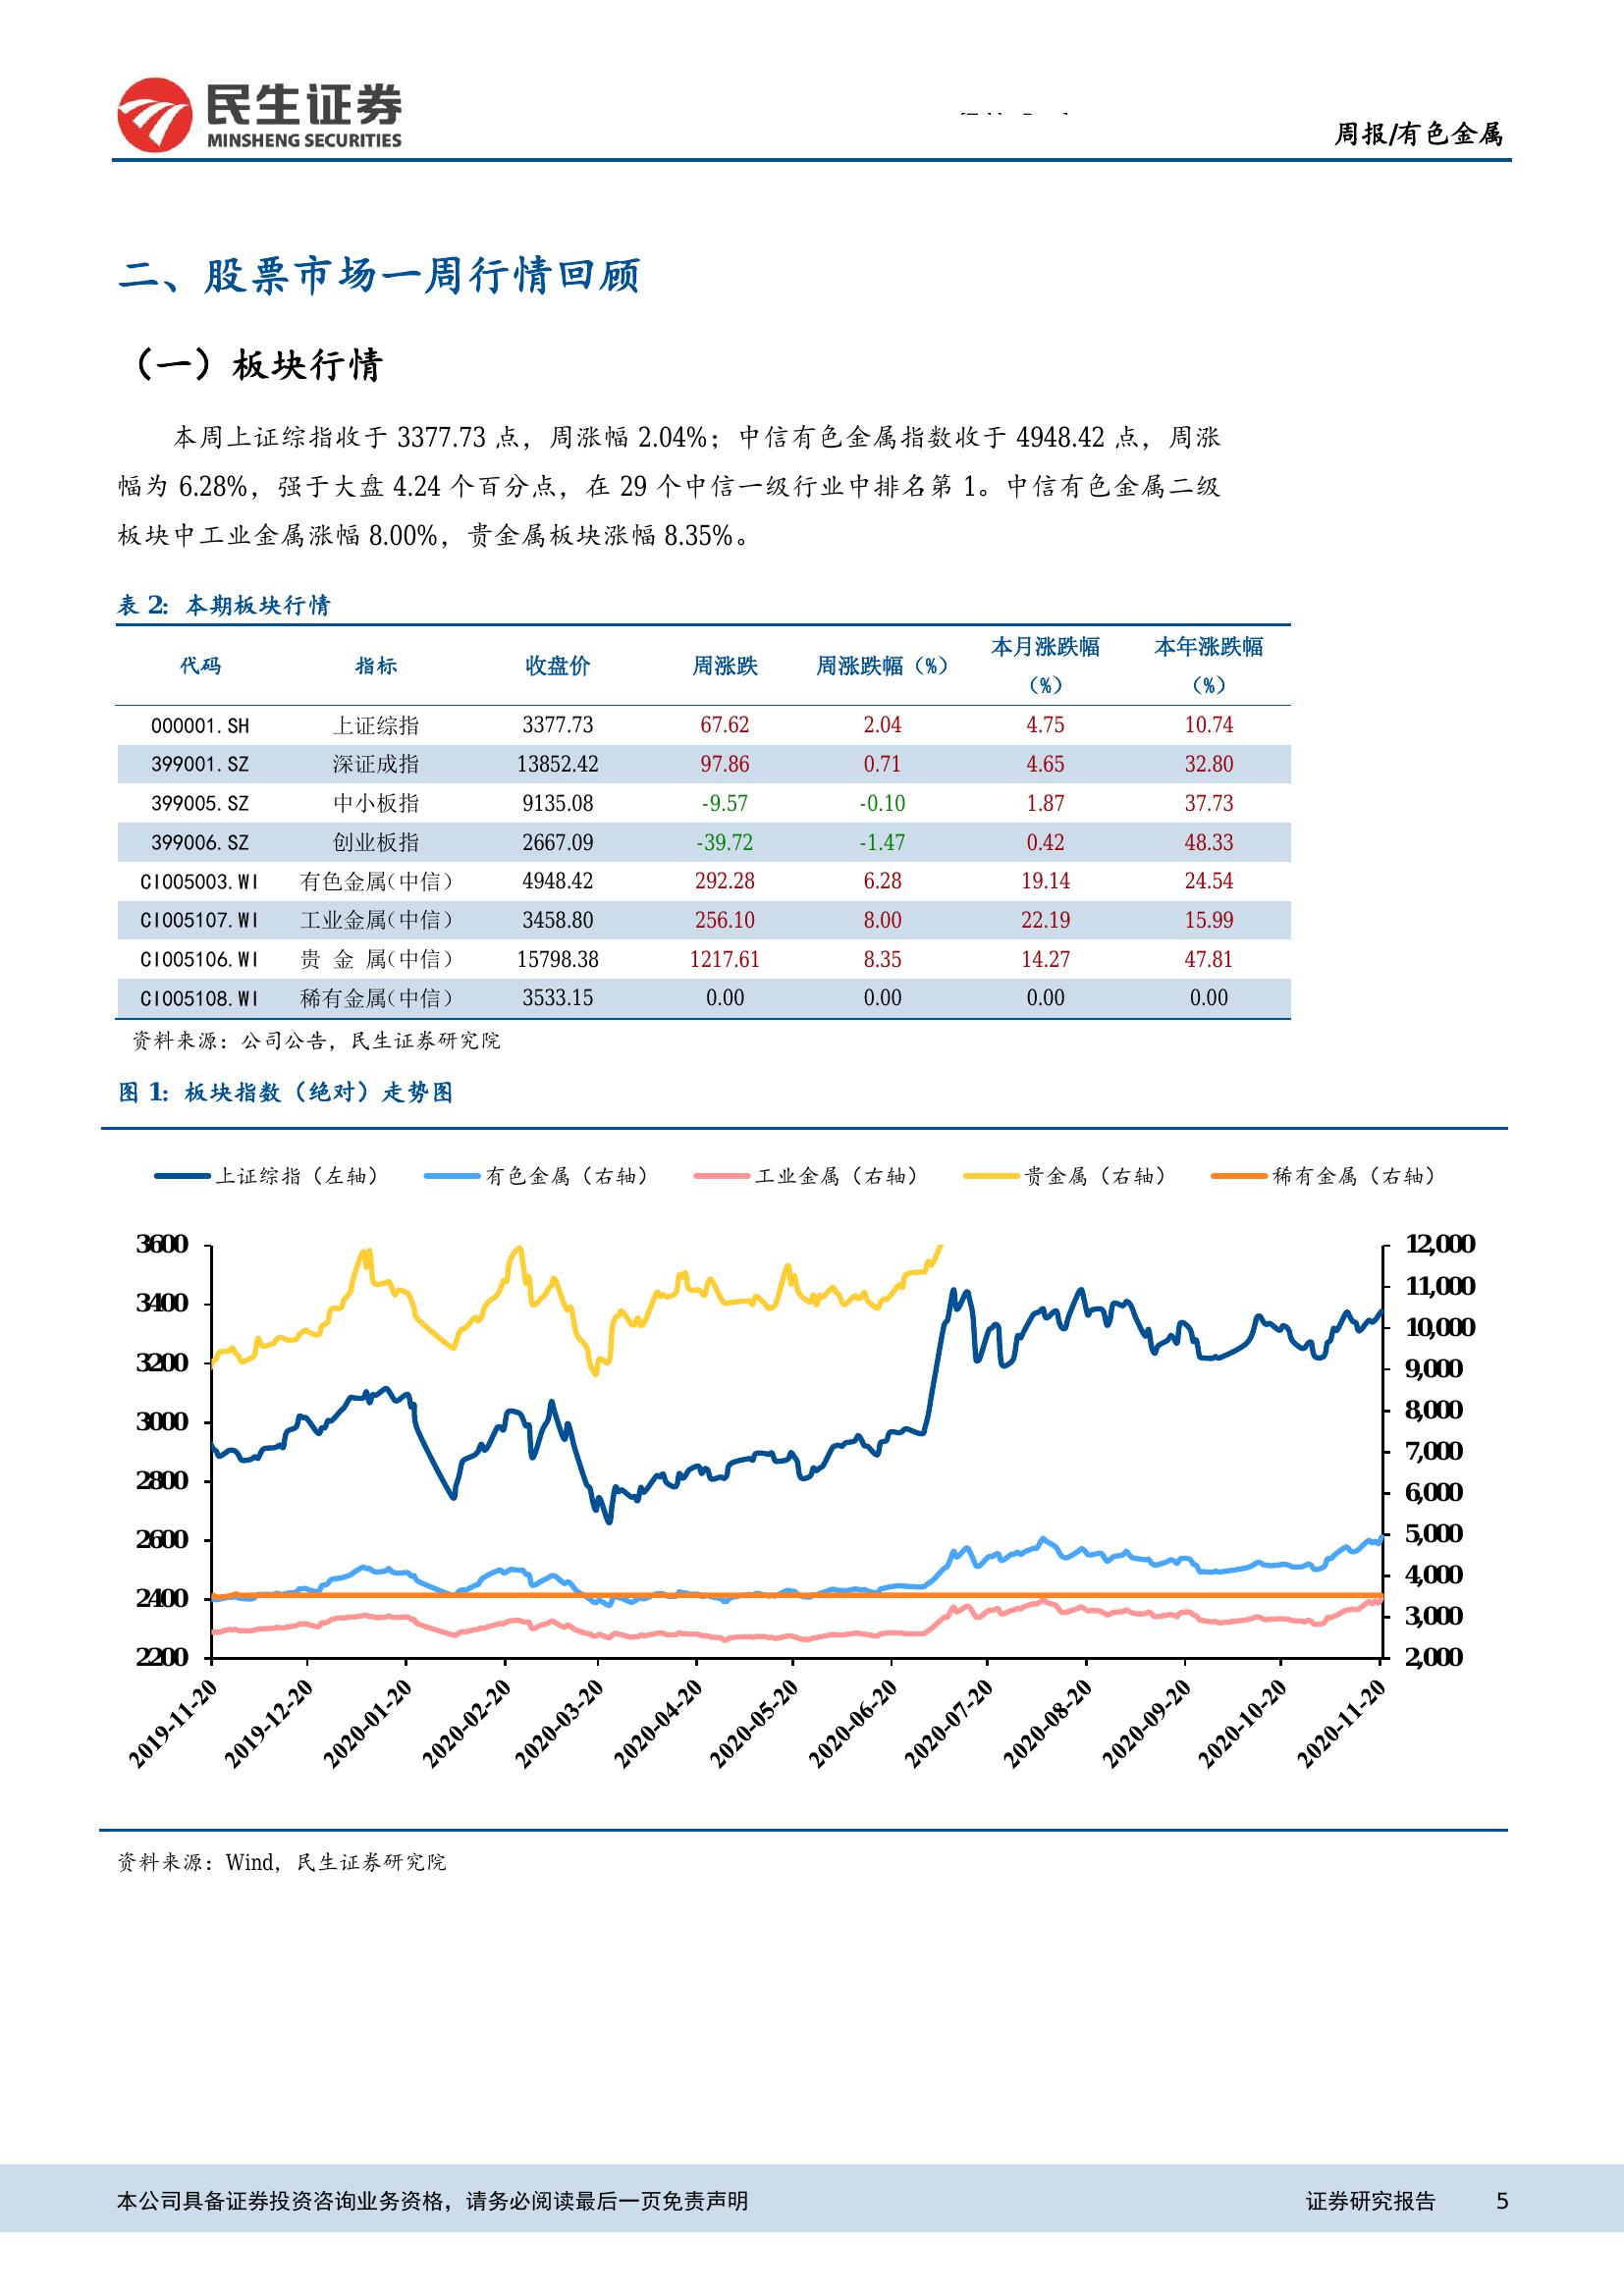 民生证券
MINSHENG SECURITIES
周报/有色金属
二、股票市场一周行情回顾
（一）板块行情
本周上证综指收于 3377.73 点，周涨幅 2.04%；中信有色金属指数收于 4948.42 点，周涨
幅为 6.28%，强于大盘 4.24 个百分点，在 29 个中信一级行业中排名第 1。中信有色金属二级
板块中工业金属涨幅 8.00%，贵金属板块涨幅 8.35%。
表 2: 本期板块行情
代码 指标 收盘价 周涨跌 周涨跌幅（%） 本月涨跌幅（%） 本年涨跌幅（%）
000001.SH 上证综指 3377.73 67.62 2.04 4.75 10.74
399001.SZ 深证成指 13852.42 97.86 0.71 4.65 32.80
399005.SZ 中小板指 9135.08 -9.57 -0.10 1.87 37.73
399006.SZ 创业板指 2667.09 -39.72 -1.47 0.42 48.33
CI005003.WI 有色金属(中信) 4948.42 292.28 6.28 19.14 24.54
CI005107.WI 工业金属(中信) 3458.80 256.10 8.00 22.19 15.99
CI005106.WI 贵 金 属(中信) 15798.38 1217.61 8.35 14.27 47.81
CI005108.WI 稀有金属(中信) 3533.15 0.00 0.00 0.00 0.00
资料来源：公司公告，民生证券研究院
图 1: 板块指数（绝对）走势图
上证综指（左轴） 有色金属（右轴） 工业金属（右轴） 贵金属（右轴） 稀有金属（右轴）
3600
3400
3200
3000
2800
2600
2400
2200
12,000
11,000
10,000
9,000
8,000
7,000
6,000
5,000
4,000
3,000
2,000
2019-11-20 2019-12-20 2020-01-20 2020-02-20 2020-03-20 2020-04-20 2020-05-20 2020-06-20 2020-07-20 2020-08-20 2020-09-20 2020-10-20 2020-11-20
资料来源：Wind，民生证券研究院
本公司具备证券投资咨询业务资格，请务必阅读最后一页免责声明 证券研究报告 5